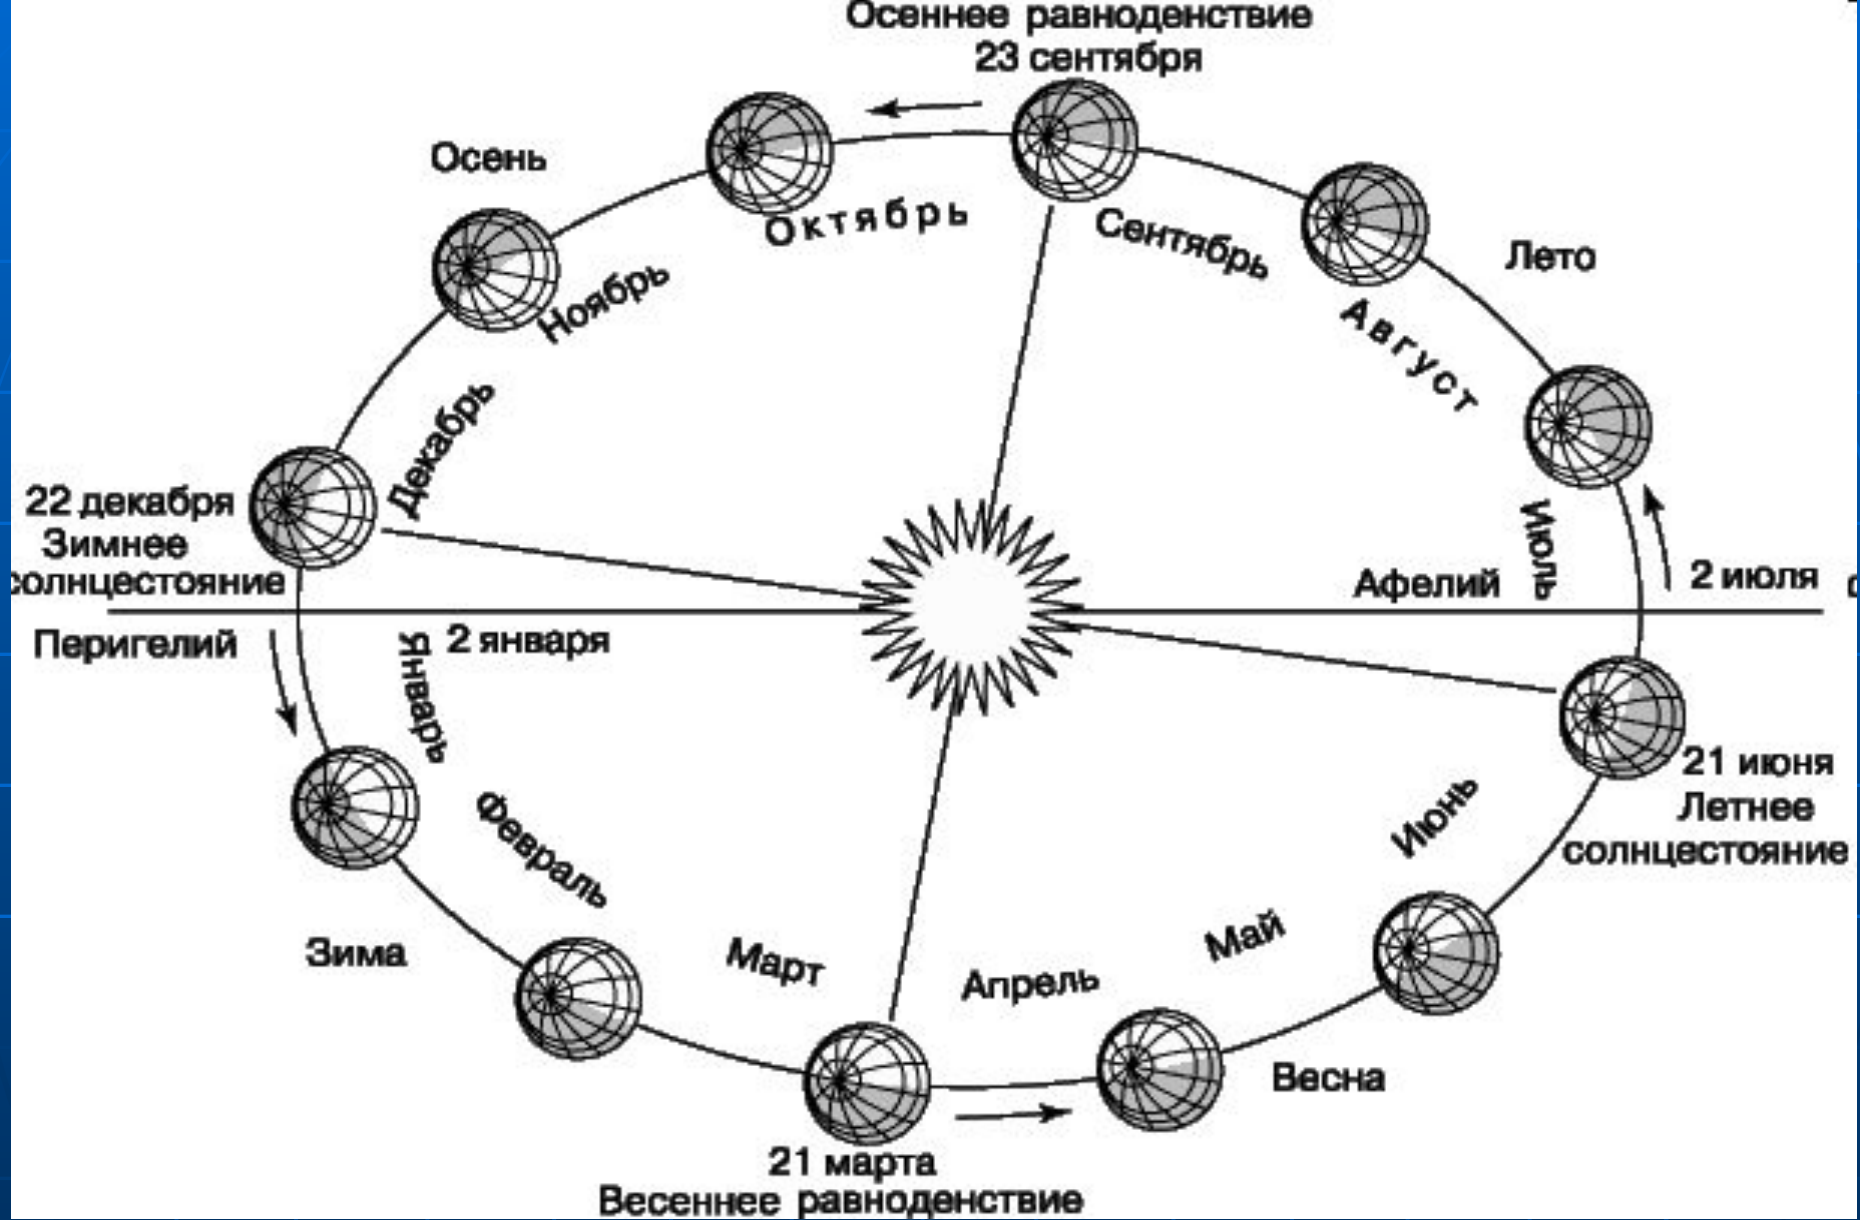 Осеннее равноденствие
23 сентября
Осень
Октябрь
Сентябрь
Лето
Ноябрь
Август
Декабрь
22 декабря
Зимнее
солнцестояние
Июль
Афелий
2 июля
Перигелий
2 января
Январь
21 июня
Летнее
солнцестояние
Июнь
Февраль
Зима
Март
Апрель
Май
Весна
21 марта
Весеннее равноденствие